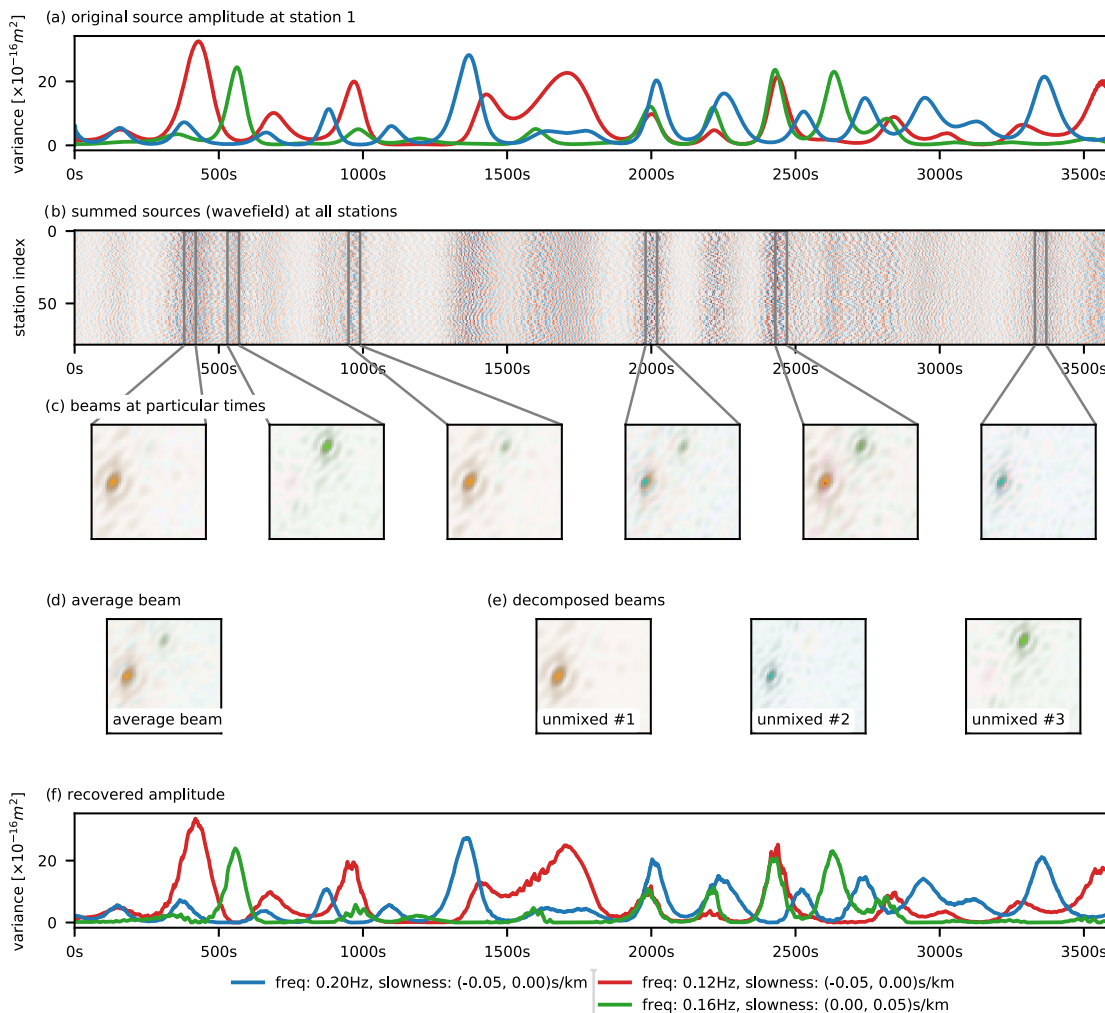 (a) original source amplitude at station 1
variance [×10⁻¹⁶m²]
20
0
0s 500s 1000s 1500s 2000s 2500s 3000s 3500s
(b) summed sources (wavefield) at all stations
station index
0
50
0s 500s 1000s 1500s 2000s 2500s 3000s 3500s
(c) beams at particular times
(d) average beam
(e) decomposed beams
average beam
unmixed #1
unmixed #2
unmixed #3
(f) recovered amplitude
variance [×10⁻¹⁶m²]
20
0
0s 500s 1000s 1500s 2000s 2500s 3000s 3500s
freq: 0.20Hz, slowness: (-0.05, 0.00)s/km
freq: 0.12Hz, slowness: (-0.05, 0.00)s/km
freq: 0.16Hz, slowness: (0.00, 0.05)s/km